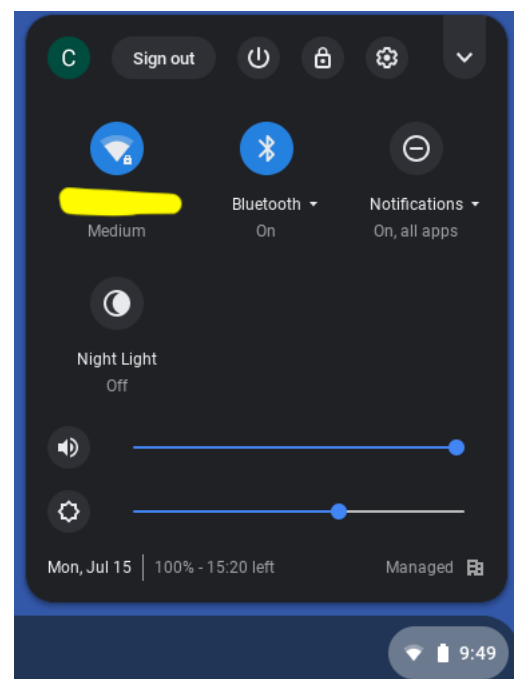 C Sign out
Bluetooth Notifications
Medium On On, all apps
Night Light
Off
Mon, Jul 15 100% - 15:20 left Managed
9:49